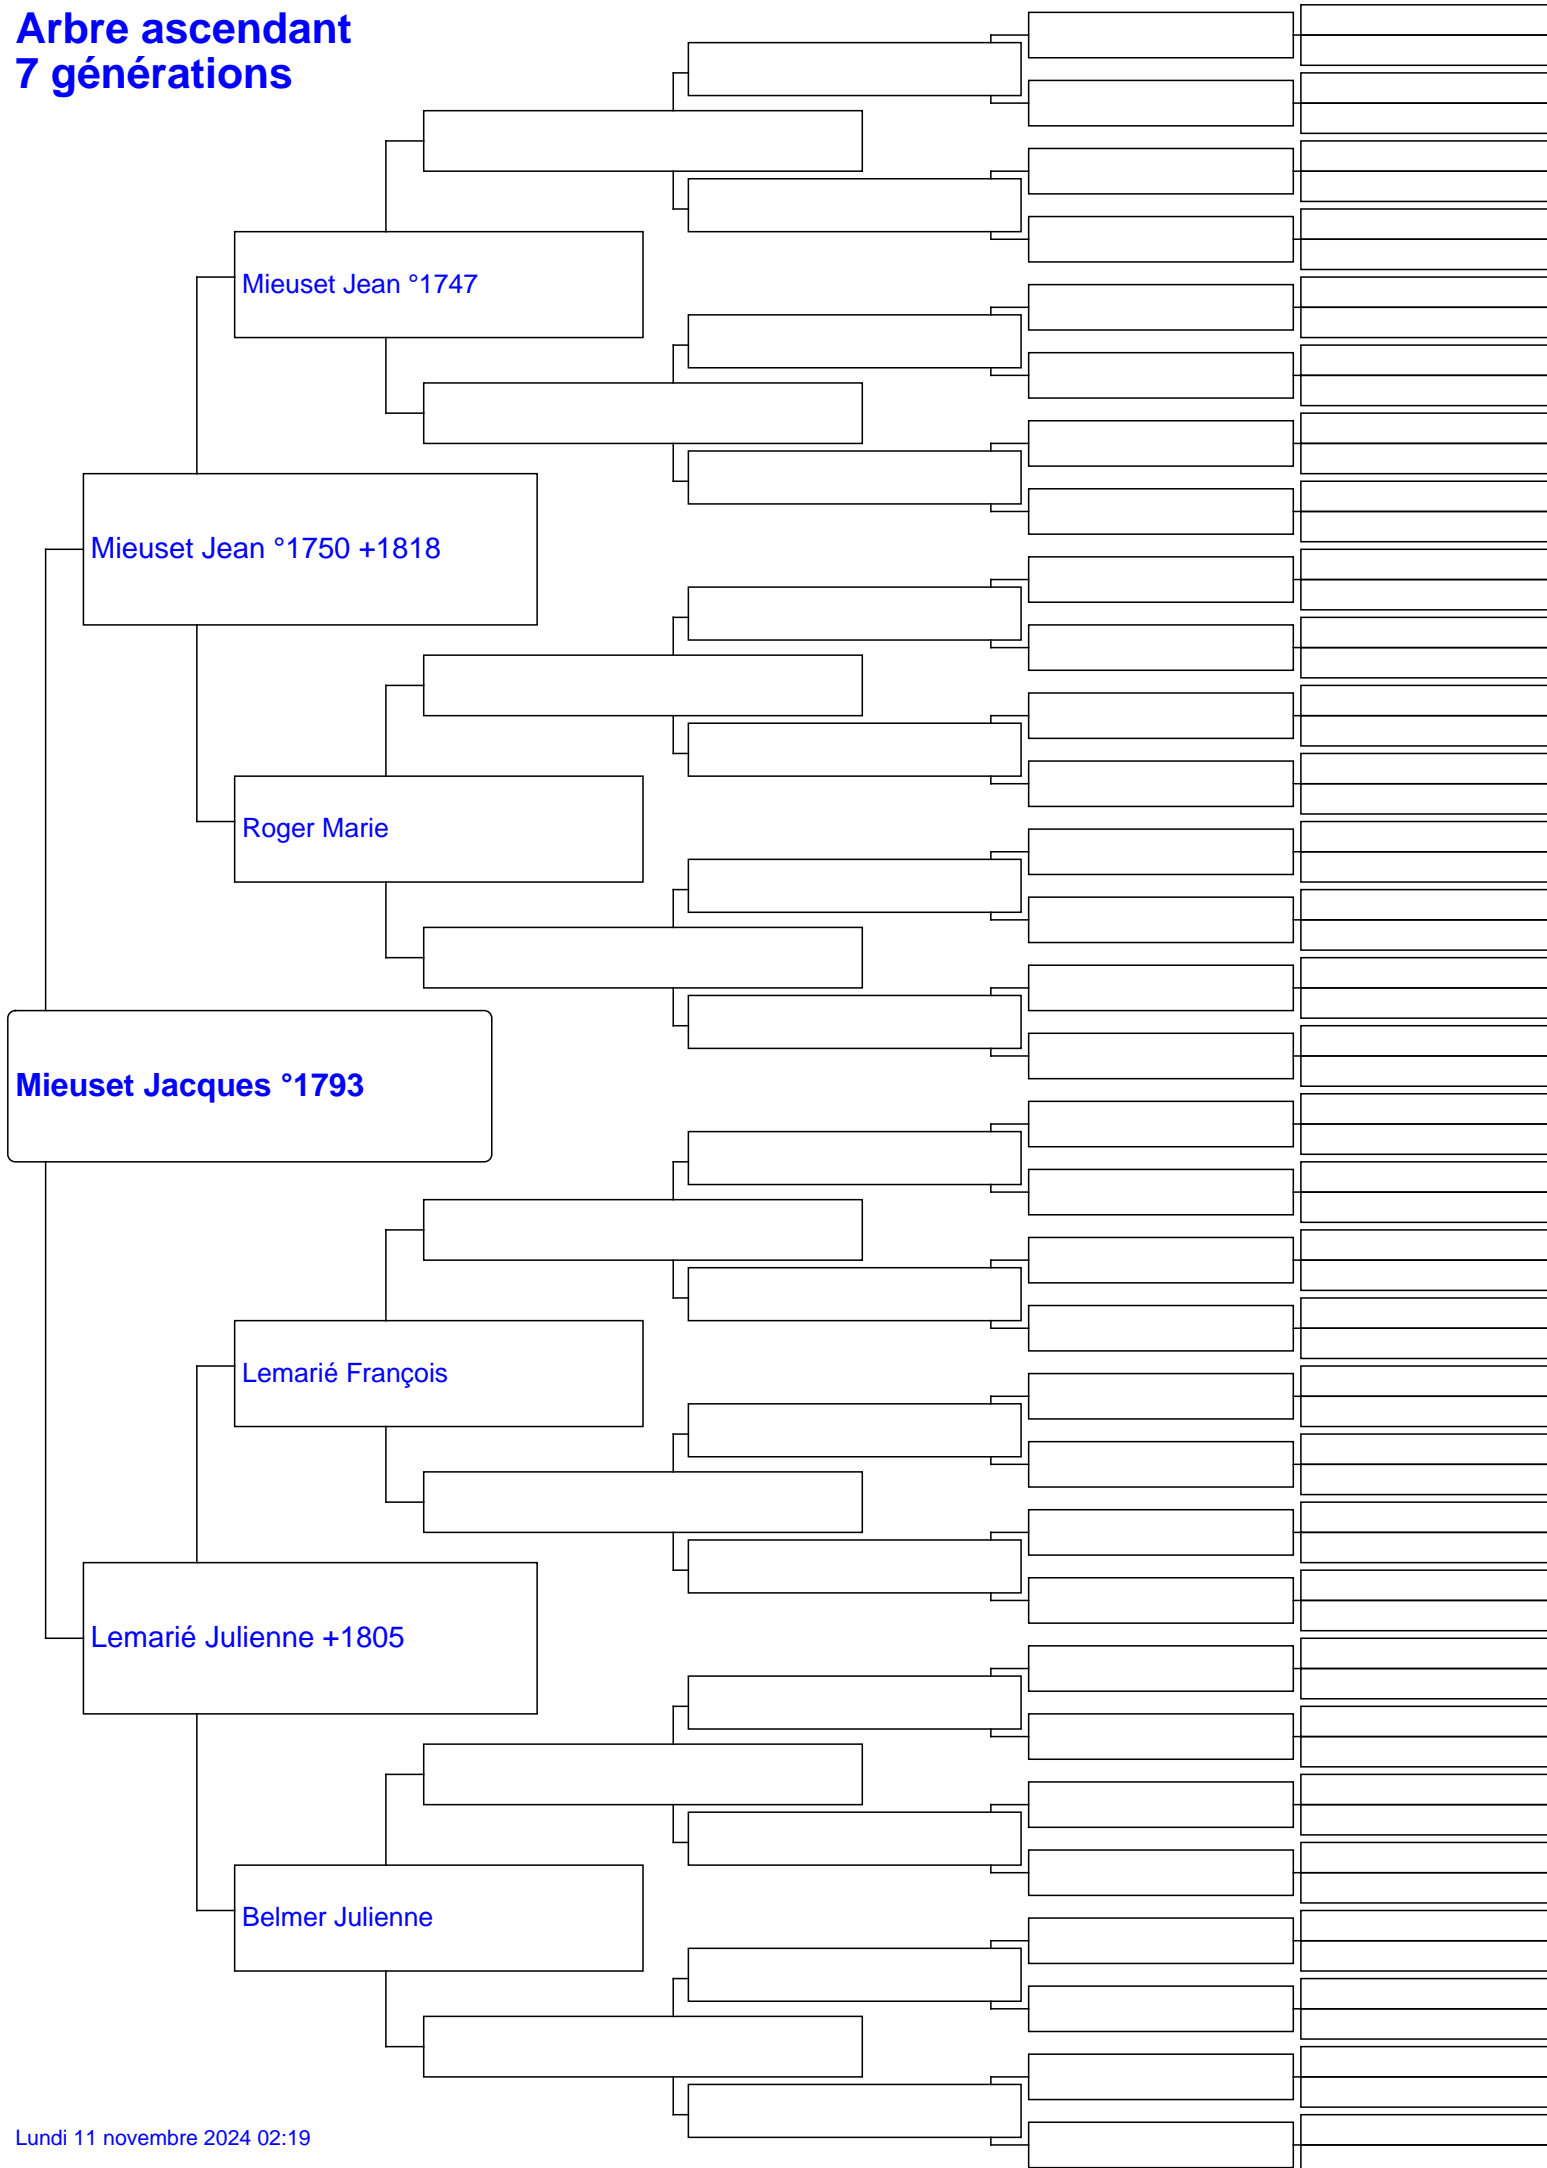 Arbre ascendant
7 générations
Mieuset Jean °1747
Mieuset Jean °1750 +1818
Roger Marie
Mieuset Jacques °1793
Lemarié François
Lemarié Julienne +1805
Belmer Julienne
Lundi 11 novembre 2024 02:19